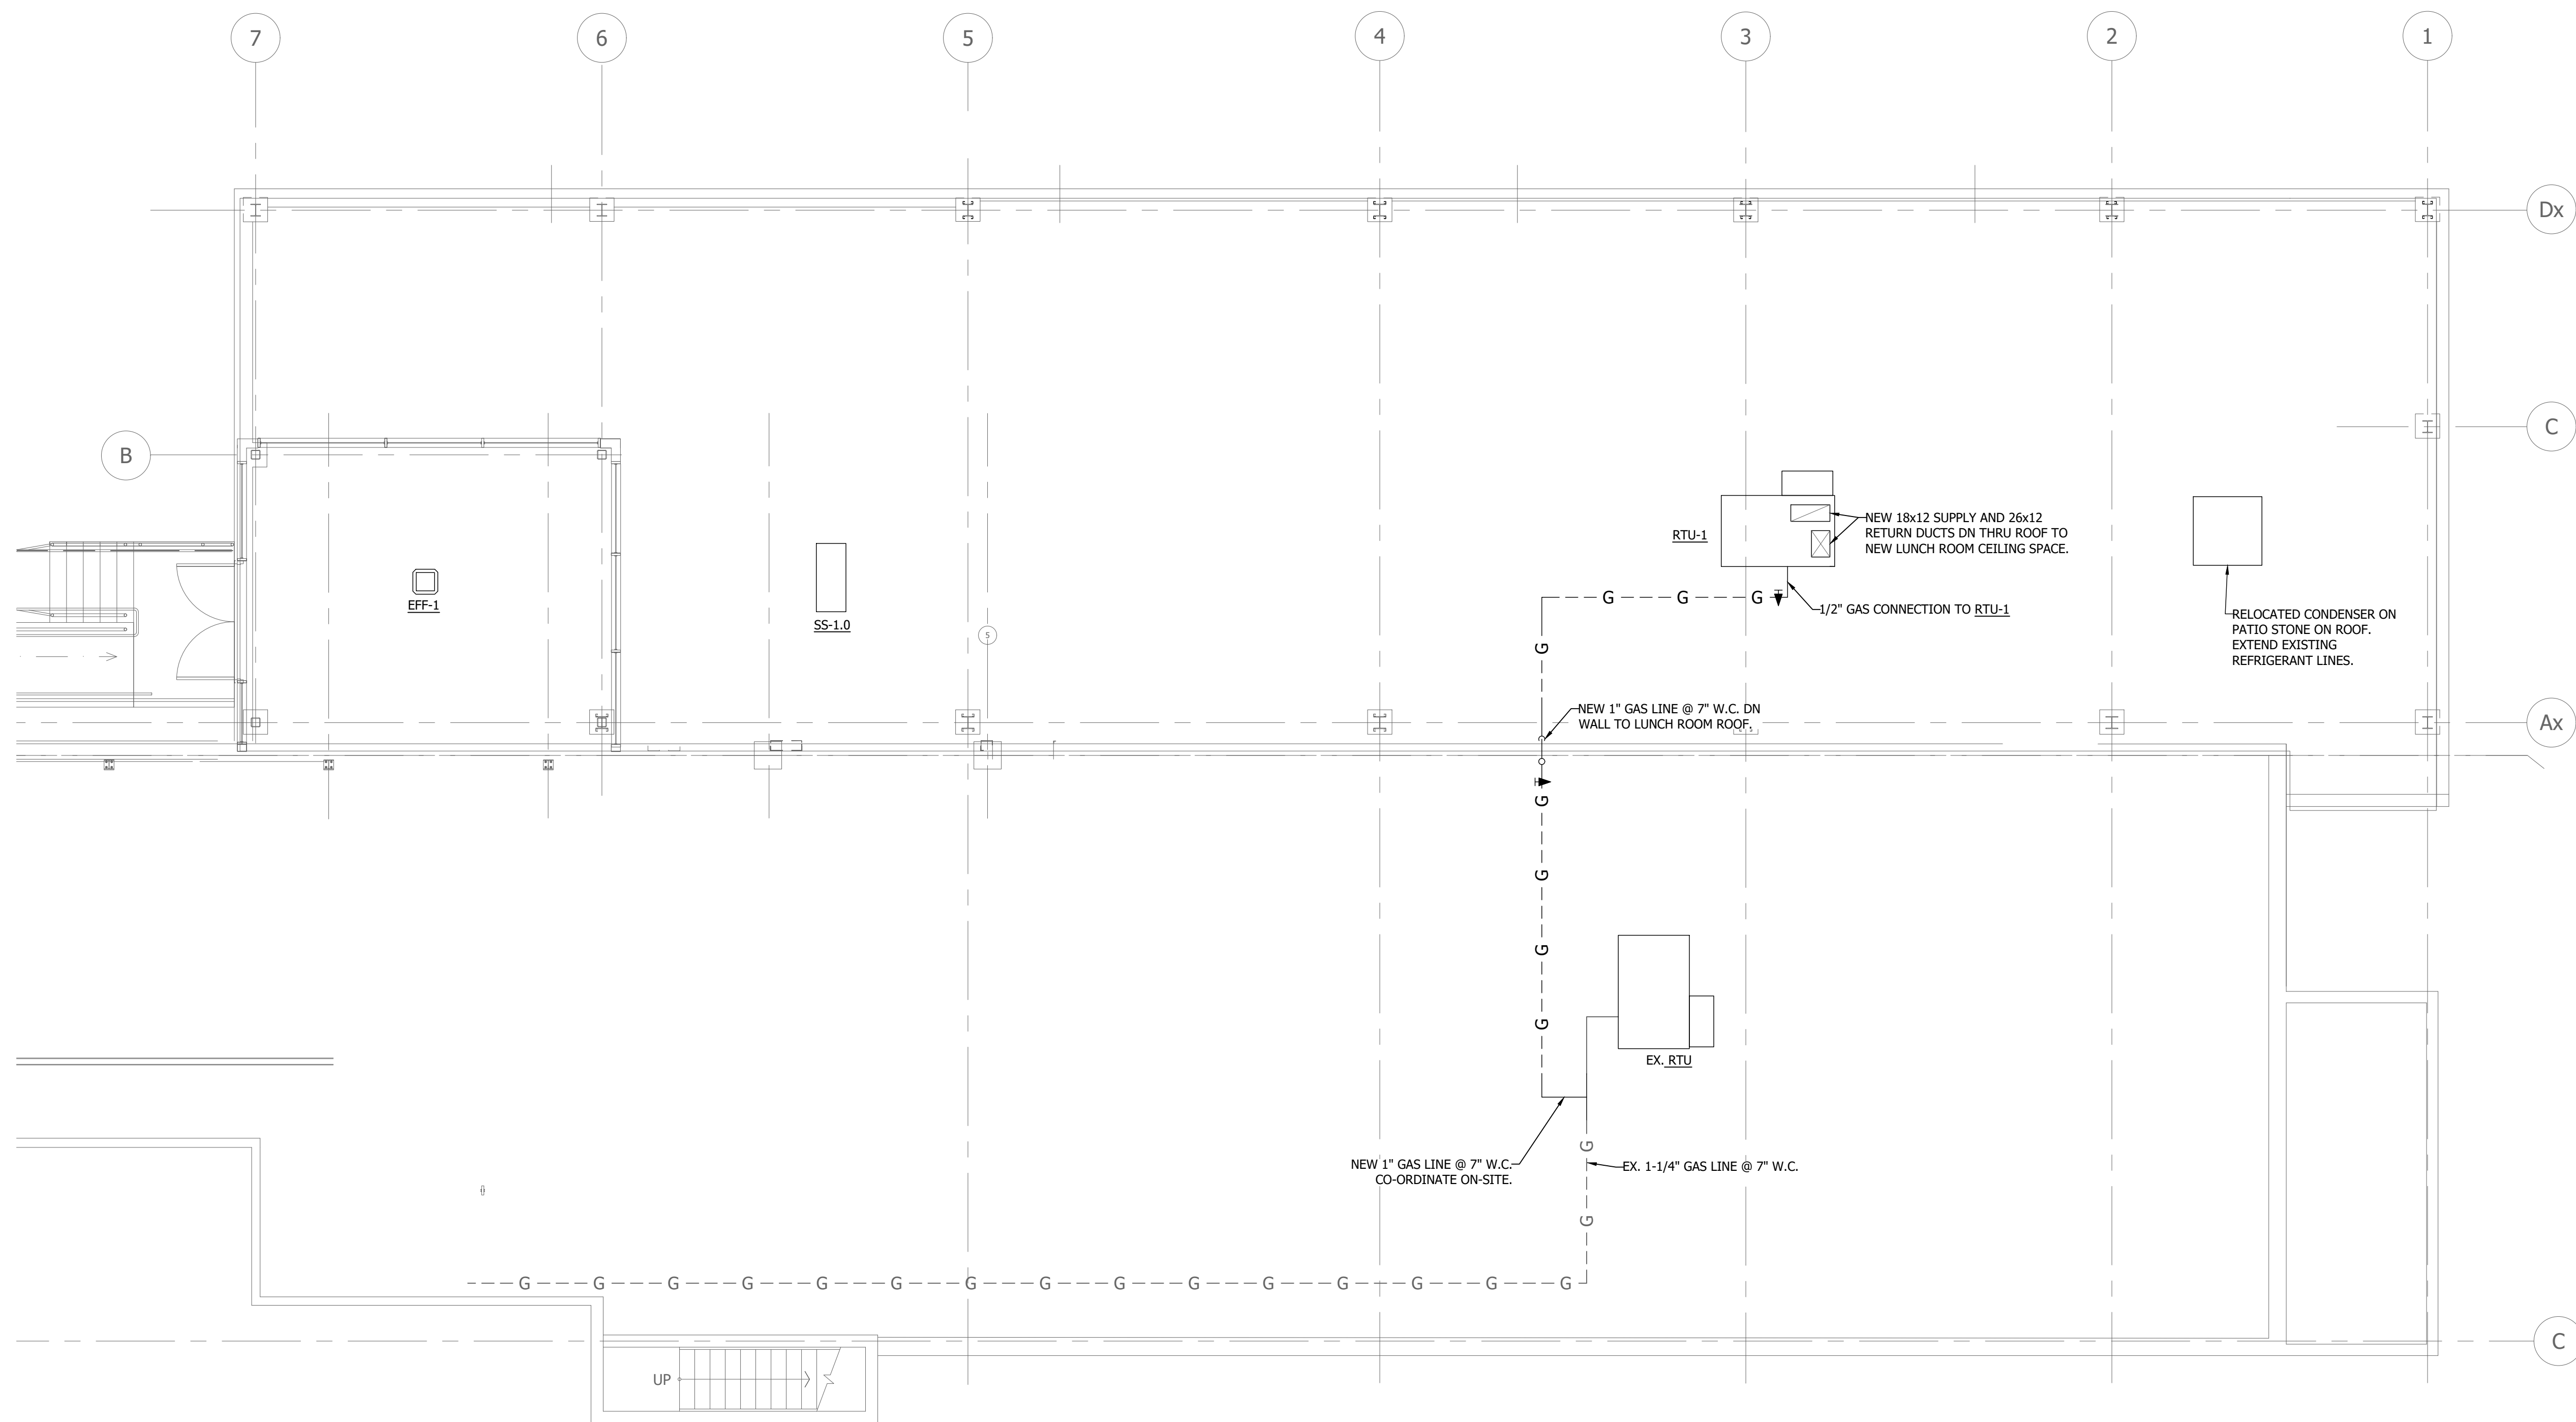 7
6
5
4
3
2
1
Dx
C
B
NEW 18x12 SUPPLY AND 26x12
RETURN DUCTS DN THRU ROOF TO
NEW LUNCH ROOM CEILING SPACE.
RTU-1
EFF-1
SS-1.0
G G G
1/2" GAS CONNECTION TO RTU-1
RELOCATED CONDENSER ON
PATIO STONE ON ROOF.
EXTEND EXISTING
REFRIGERANT LINES.
5
G
NEW 1" GAS LINE @ 7" W.C. DN
WALL TO LUNCH ROOM ROOF.
Ax
G
G
G
G
EX. RTU
NEW 1" GAS LINE @ 7" W.C.
CO-ORDINATE ON-SITE.
G
EX. 1-1/4" GAS LINE @ 7" W.C.
G
G G G G G G G G G G G G G G G
C
UP